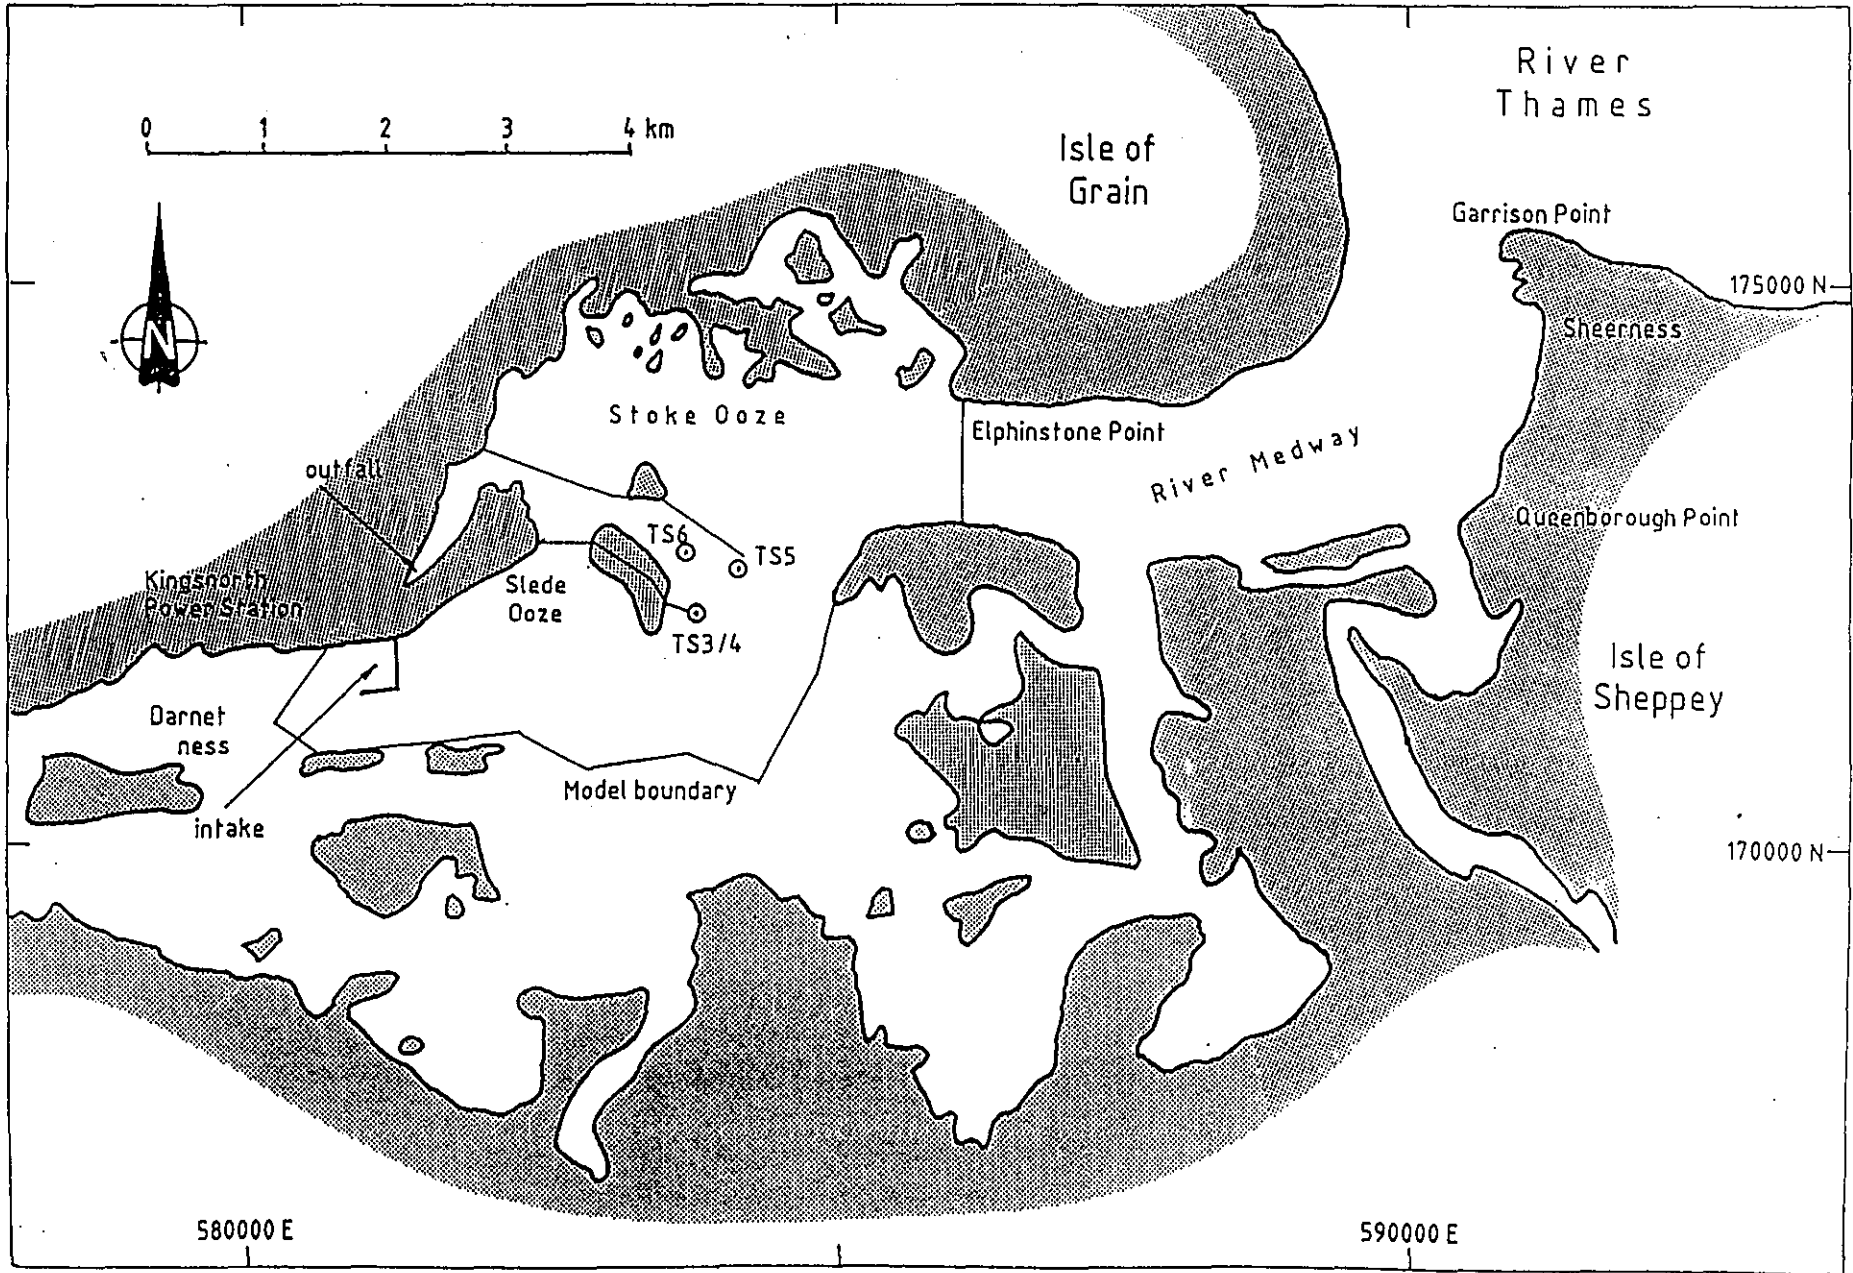 River
Thames
0 1 2 3 4 km
Isle of
Grain
Garrison Point
175000 N
Sheerness
N
Stoke Ooze
Elphinstone Point
River Medway
outfall
Queenborough Point
TS6
TS5
Kingsnorth
Power Station
Slede
Ooze
TS3/4
Isle of
Sheppey
Darnet
ness
Model boundary
intake
170000 N
580000 E
590000 E